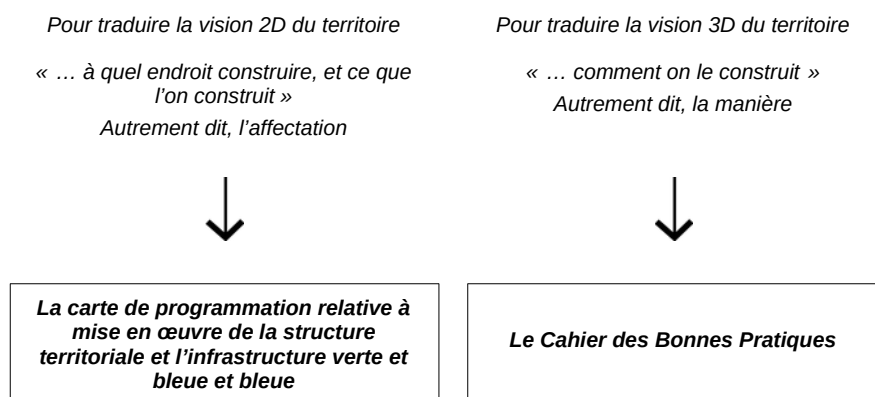 Pour traduire la vision 2D du territoire
« … à quel endroit construire, et ce que
l’on construit »
Autrement dit, l’affectation
La carte de programmation relative à
mise en œuvre de la structure
territoriale et l’infrastructure verte et
bleue et bleue
Pour traduire la vision 3D du territoire
« … comment on le construit »
Autrement dit, la manière
Le Cahier des Bonnes Pratiques